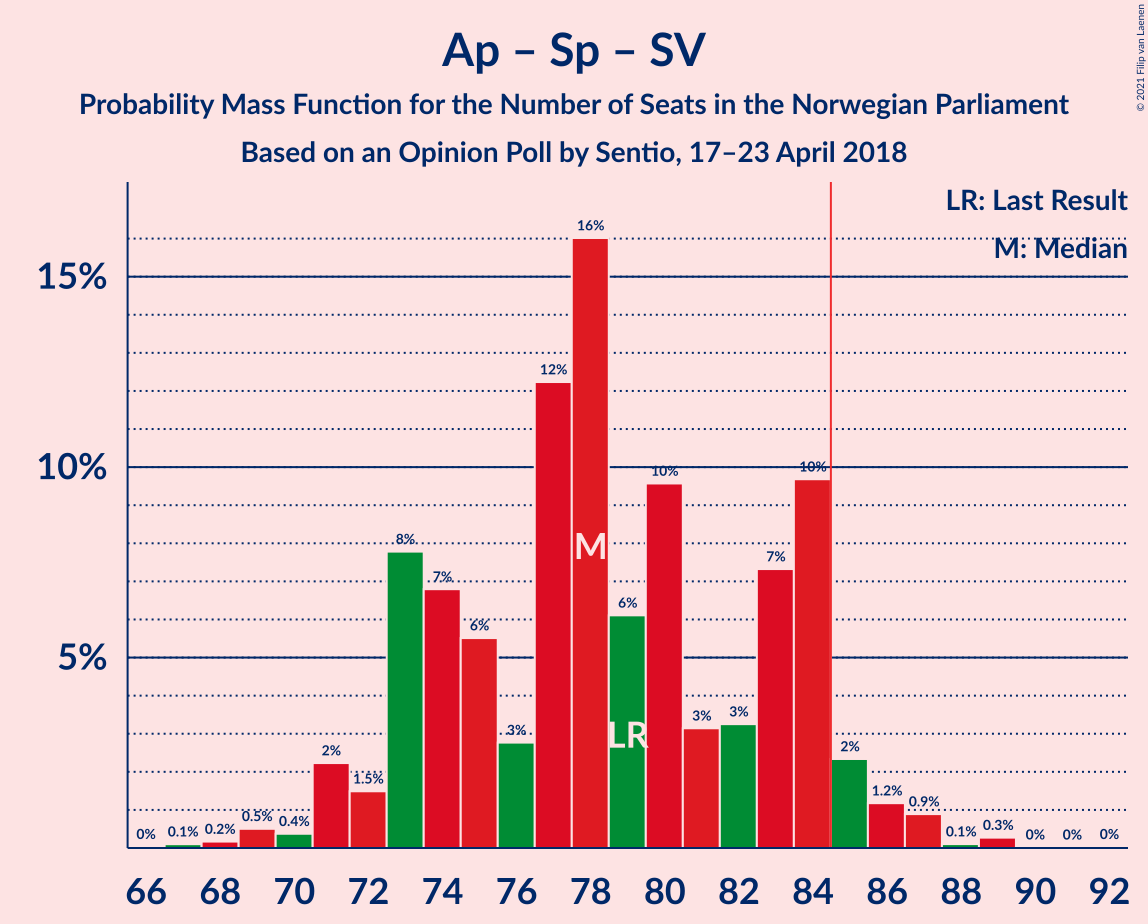 Ap – Sp – SV
Probability Mass Function for the Number of Seats in the Norwegian Parliament
Based on an Opinion Poll by Sentio, 17–23 April 2018
© 2021 Filip van Laenen
LR: Last Result
M: Median
15%
10%
5%
0% 0.1% 0.2% 0.5% 0.4% 2% 1.5% 8% 7% 6% 3% 12% 16% 6% 10% 3% 3% 7% 10% 2% 1.2% 0.9% 0.1% 0.3% 0% 0% 0%
M
LR
66 68 70 72 74 76 78 80 82 84 86 88 90 92